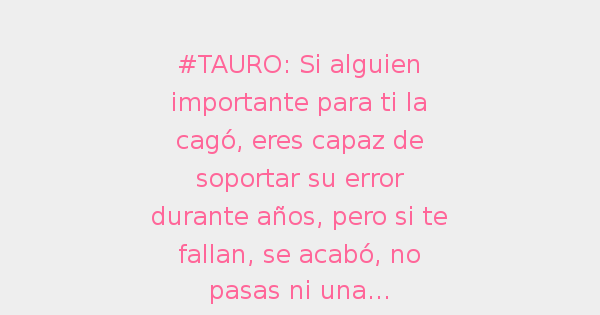 #TAURO: Si alguien
importante para ti la
cagó, eres capaz de
soportar su error
durante años, pero si te
fallan, se acabó, no
pasas ni una...